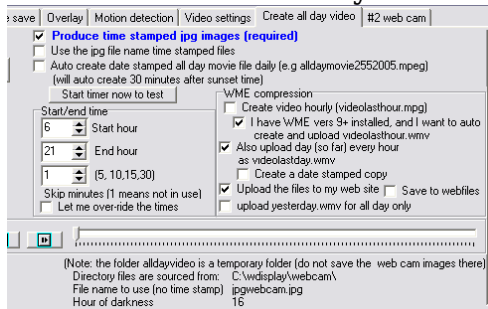 e save | Overlay | Motion detection | Video settings | Create all day video | #2 web cam
Produce time stamped jpg images (required)
Use the jpg file name time stamped files
Auto create date stamped all day movie file daily (e.g alldaymovie2552005.mpeg)
(will auto create 30 minutes after sunset time)
Start timer now to test
WME compression
Create video hourly (videolasthour.mpg)
I have WME vers 9+ installed, and I want to auto
create and upload videolasthour.wmv
Also upload day (so far) every hour
as videolastday.wmv
Create a date stamped copy
Upload the files to my web site
Save to webfiles
upload yesterday.wmv for all day only
Start/end time
6 Start hour
21 End hour
1 (5, 10,15,30)
Skip minutes (1 means not in use)
Let me over-ride the times
(Note: the folder alldayvideo is a temporary folder (do not save the web cam images there)
Directory files are sourced from: C:\wdisplay\webcam\
File name to use (no time stamp) jpgwebcam.jpg
Hour of darkness 16